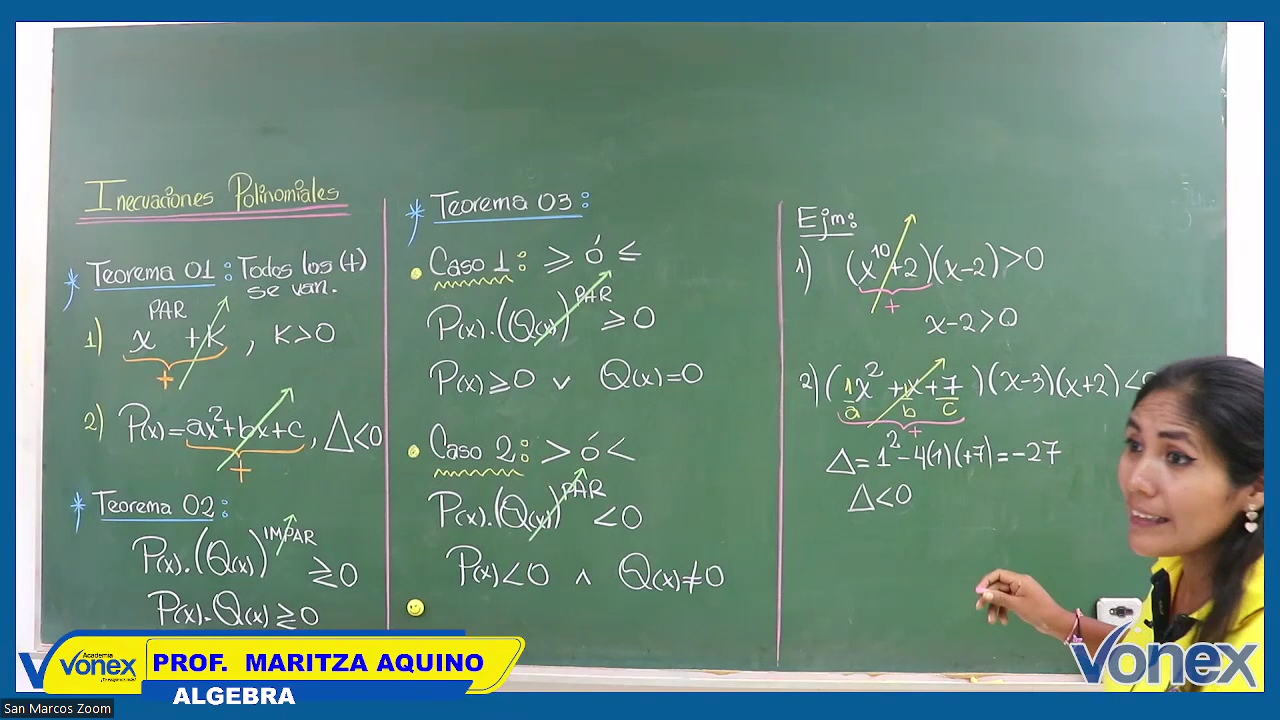 Inecuaciones Polinomiales
* Teorema 01: Todos los (+) se van.
PAR
1) x + K , K>0
+
2) P(x)=ax²+bx+c, Δ<0
+
* Teorema 02:
P(x).(Q(x))^IMPAR ≷0
P(x).Q(x)≷0
* Teorema 03:
Caso 1: ≥ ó ≤
P(x).(Q(x))^PAR ≥0
P(x)≥0 v Q(x)=0
Caso 2: > ó <
P(x).(Q(x))^PAR <0
P(x)<0 ∧ Q(x)≠0
Ejm:
1) (x¹⁰+2)(x-2)>0
+
x-2>0
2) (1x²+1x+7)(x-3)(x+2)<0
a b c
+
Δ=1²-4(1)(+7)=-27
Δ<0
Academia
Vonex
PROF. MARITZA AQUINO
ALGEBRA
Vonex
San Marcos Zoom